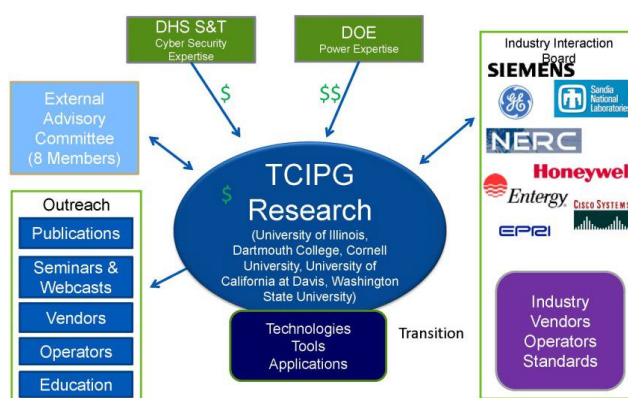 DHS S&T
Cyber Security
Expertise
DOE
Power Expertise
$
$$
External
Advisory
Committee
(8 Members)
Industry Interaction
Board
SIEMENS
GE
Sandia
National
Laboratories
NERC
Honeywell
Entergy
CISCO SYSTEMS
EPRI
$
TCIPG
Research
(University of Illinois,
Dartmouth College, Cornell
University, University of
California at Davis, Washington
State University)
Outreach
Publications
Seminars &
Webcasts
Vendors
Operators
Education
Technologies
Tools
Applications
Transition
Industry
Vendors
Operators
Standards